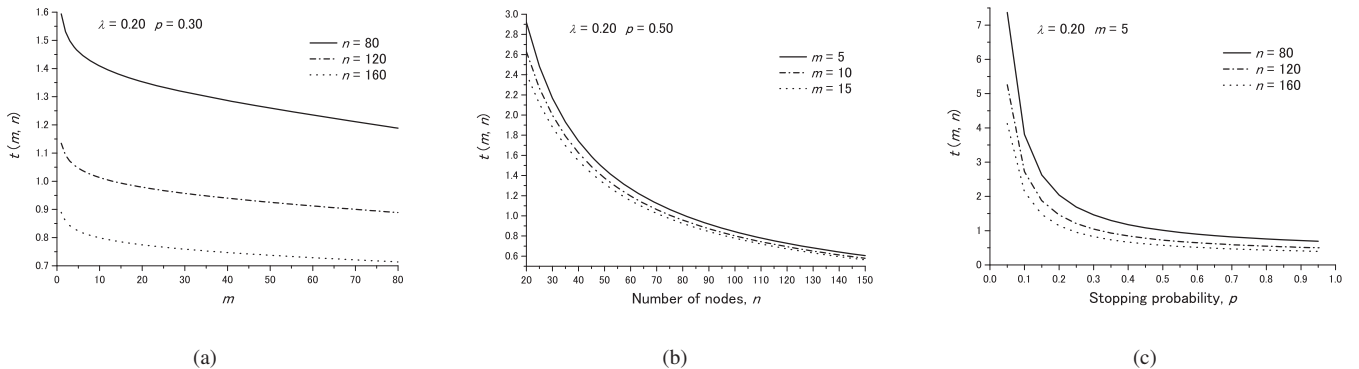 λ = 0.20 p = 0.30
n = 80
n = 120
n = 160
t (m, n)
1.6
1.5
1.4
1.3
1.2
1.1
1.0
0.9
0.8
0.7
0 10 20 30 40 50 60 70 80
m
(a)
λ = 0.20 p = 0.50
m = 5
m = 10
m = 15
t (m, n)
3.0
2.8
2.6
2.4
2.2
2.0
1.8
1.6
1.4
1.2
1.0
0.8
0.6
20 30 40 50 60 70 80 90 100 110 120 130 140 150
Number of nodes, n
(b)
λ = 0.20 m = 5
n = 80
n = 120
n = 160
t (m, n)
7
6
5
4
3
2
1
0
0.0 0.1 0.2 0.3 0.4 0.5 0.6 0.7 0.8 0.9 1.0
Stopping probability, p
(c)